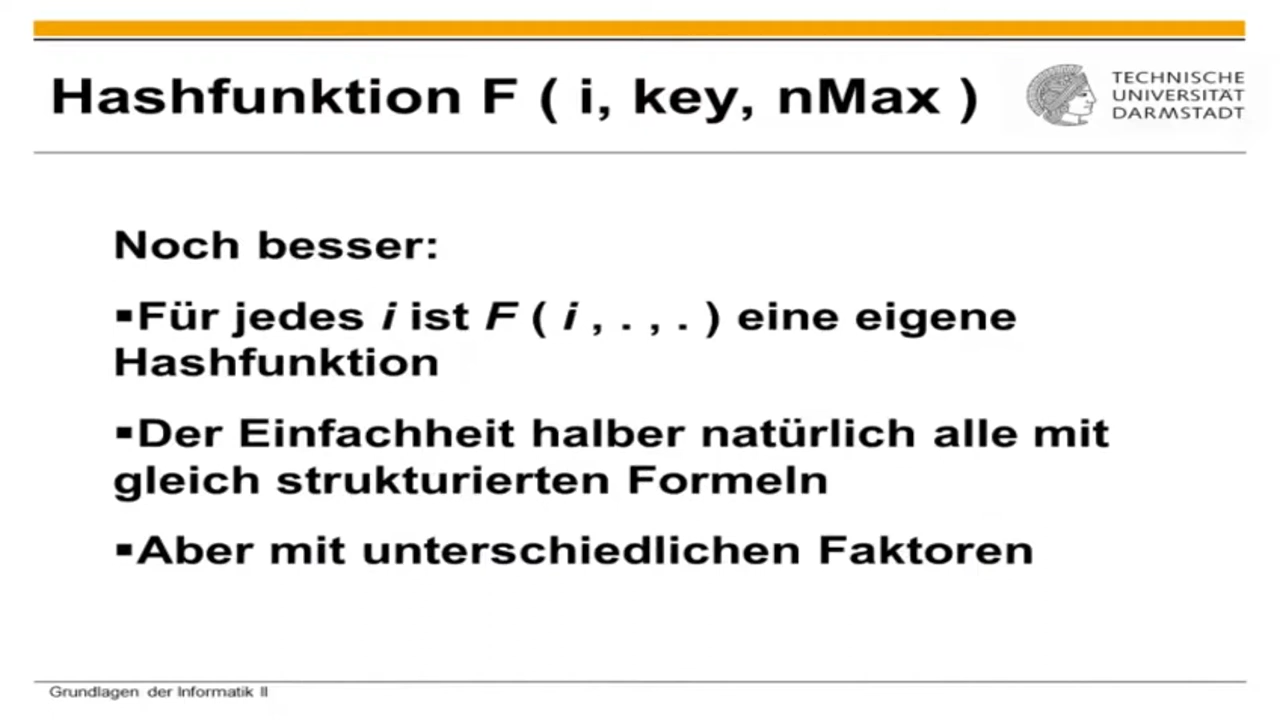 Hashfunktion F ( i, key, nMax )
TECHNISCHE
UNIVERSITÄT
DARMSTADT
Noch besser:
▪Für jedes i ist F ( i , . , . ) eine eigene
Hashfunktion
▪Der Einfachheit halber natürlich alle mit
gleich strukturierten Formeln
▪Aber mit unterschiedlichen Faktoren
Grundlagen der Informatik II